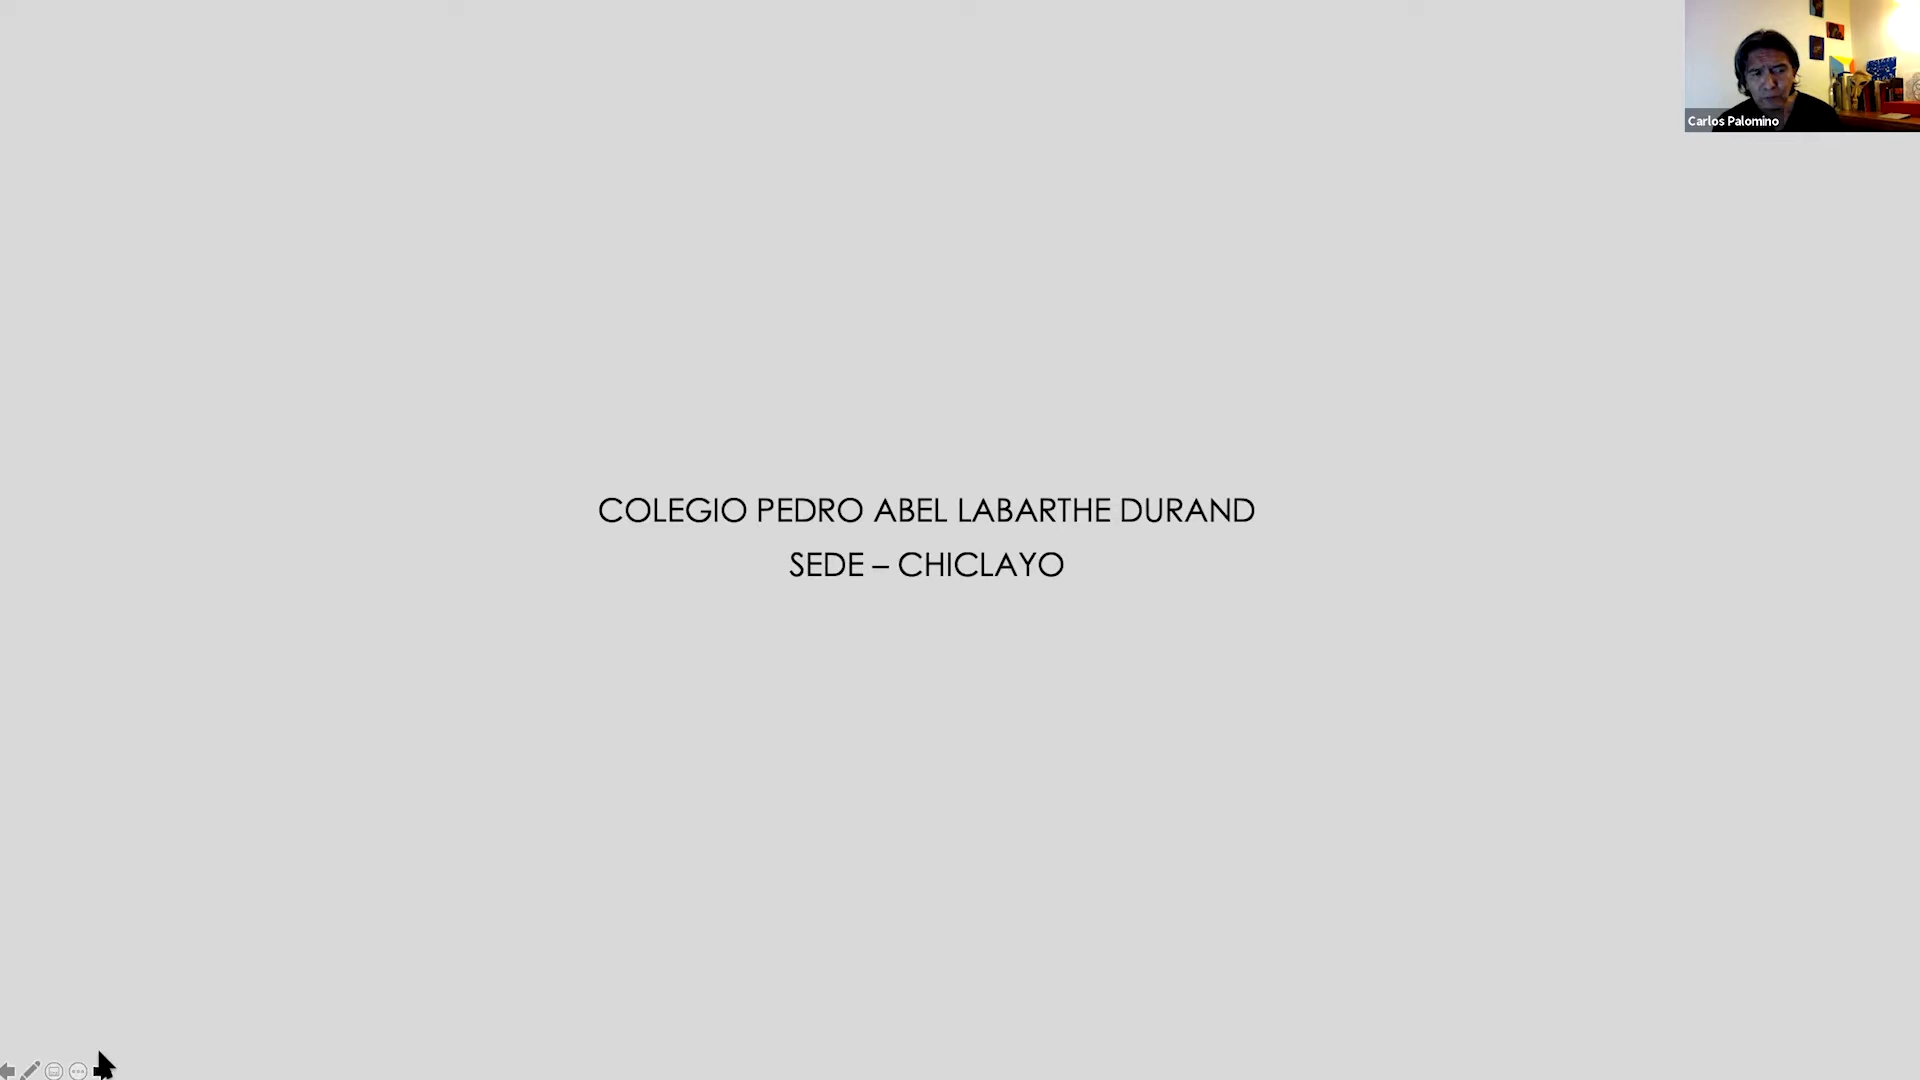 Carlos Palomino
COLEGIO PEDRO ABEL LABARTHE DURAND
SEDE – CHICLAYO